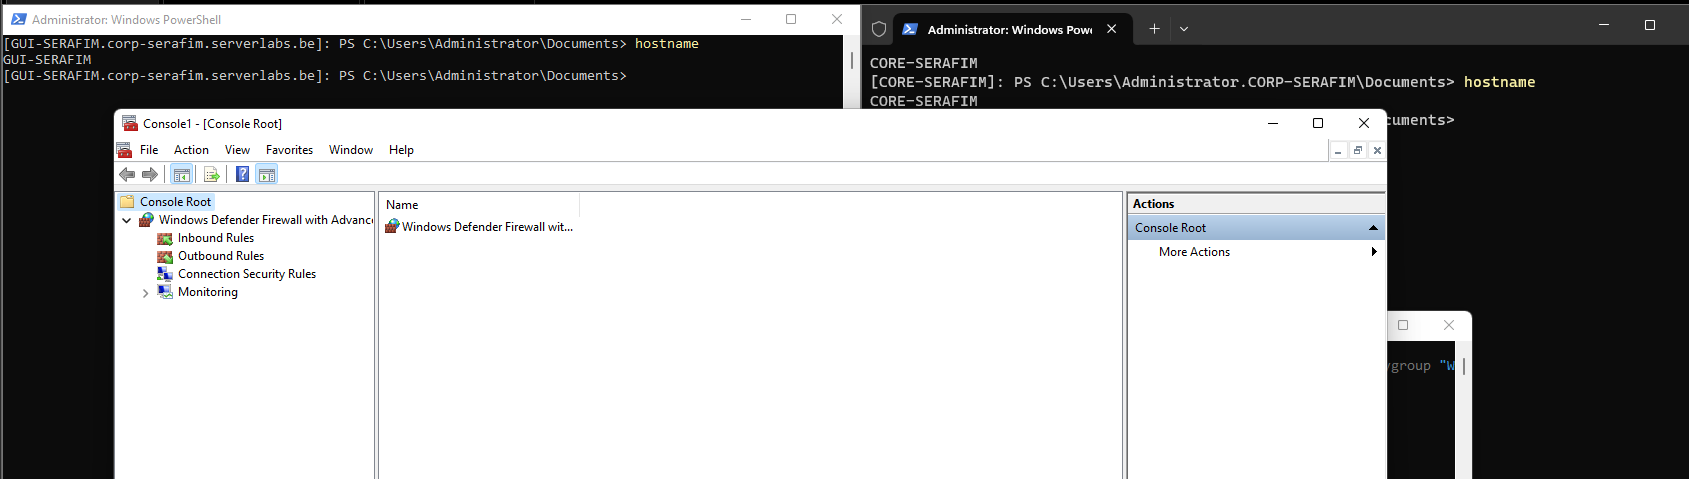 Administrator: Windows PowerShell
[GUI-SERAFIM.corp-serafim.serverlabs.be]: PS C:\Users\Administrator\Documents> hostname
GUI-SERAFIM
[GUI-SERAFIM.corp-serafim.serverlabs.be]: PS C:\Users\Administrator\Documents>
Administrator: Windows Powe
CORE-SERAFIM
[CORE-SERAFIM]: PS C:\Users\Administrator.CORP-SERAFIM\Documents> hostname
CORE-SERAFIM
cuments>
Console1 - [Console Root]
File Action View Favorites Window Help
Console Root
Windows Defender Firewall with Advanc
Inbound Rules
Outbound Rules
Connection Security Rules
Monitoring
Name
Windows Defender Firewall wit...
Actions
Console Root
More Actions
ygroup "W